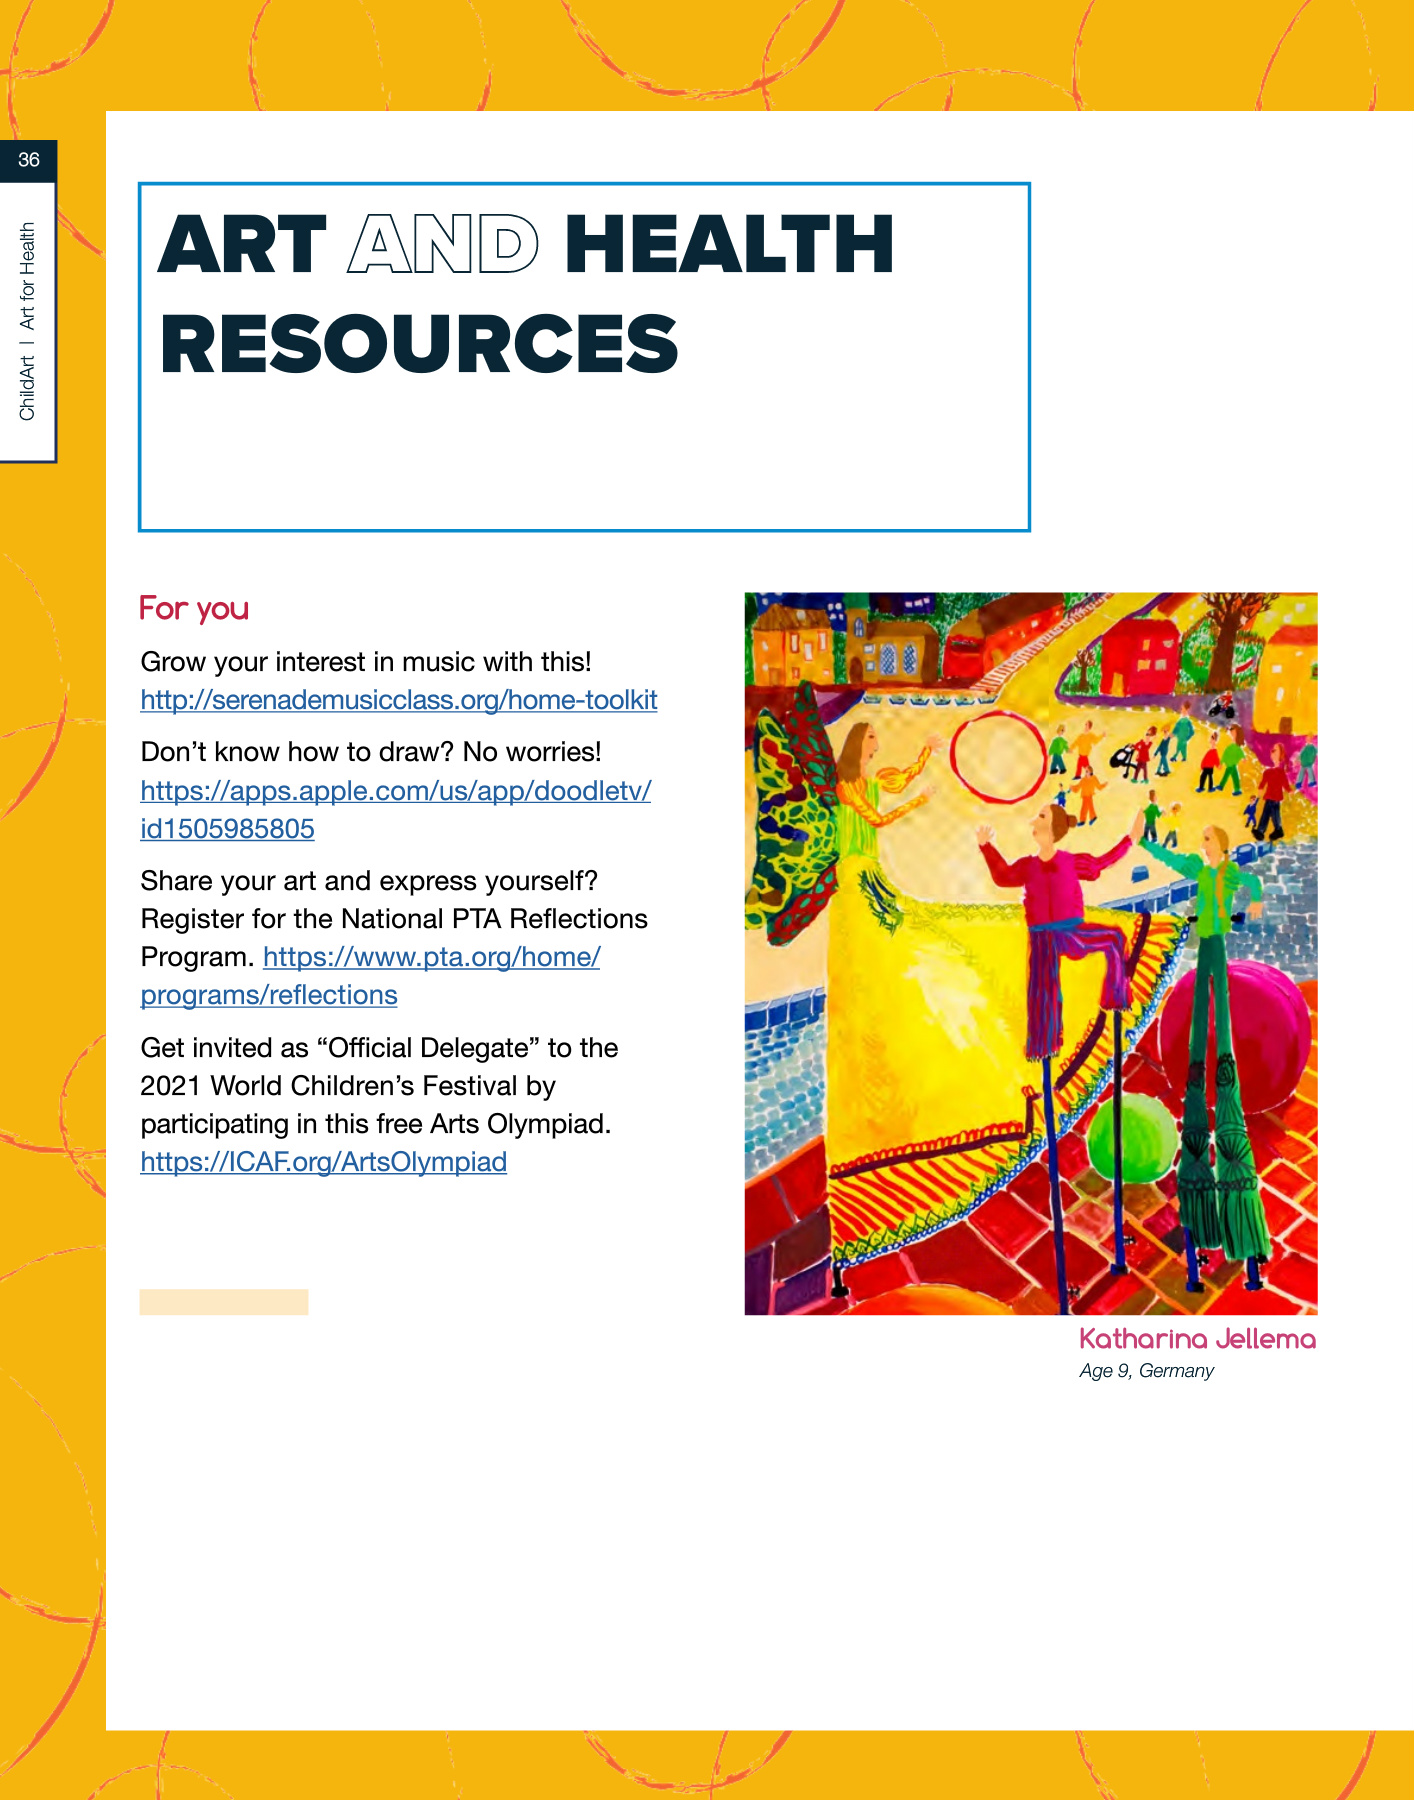 36
ChildArt | Art for Health
ART AND HEALTH
RESOURCES
For you
Grow your interest in music with this!
http://serenademusicclass.org/home-toolkit
Don’t know how to draw? No worries!
https://apps.apple.com/us/app/doodletv/
id1505985805
Share your art and express yourself?
Register for the National PTA Reflections
Program. https://www.pta.org/home/
programs/reflections
Get invited as “Official Delegate” to the
2021 World Children’s Festival by
participating in this free Arts Olympiad.
https://ICAF.org/ArtsOlympiad
Katharina Jellema
Age 9, Germany